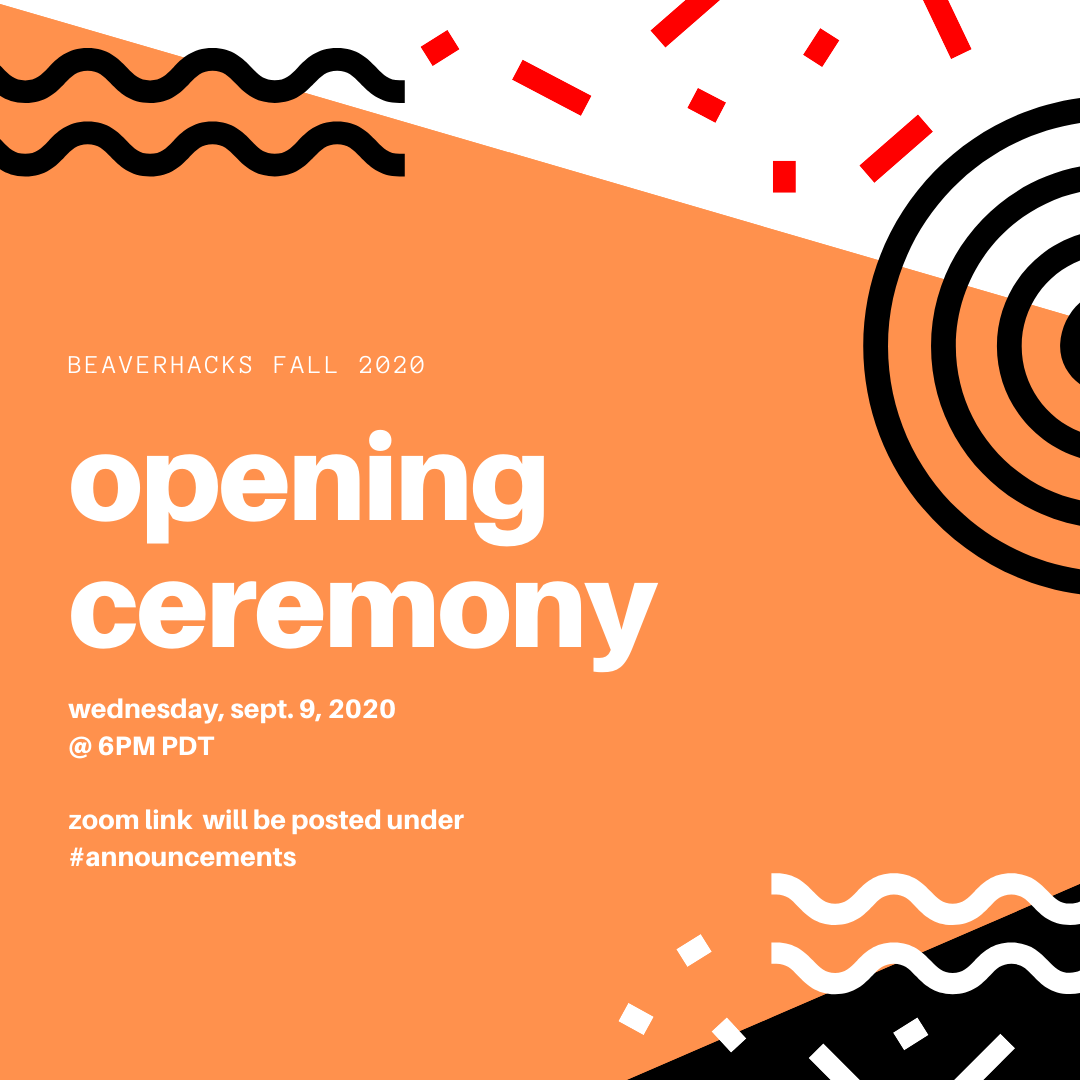 BEAVERHACKS FALL 2020
opening
ceremony
wednesday, sept. 9, 2020
@ 6PM PDT
zoom link will be posted under
#announcements